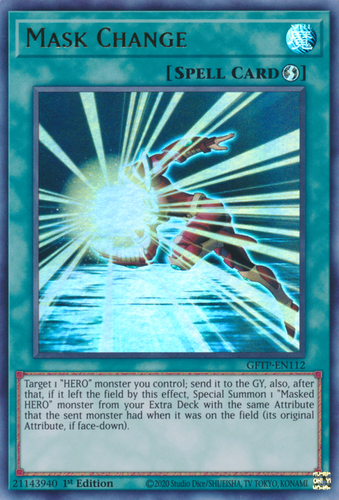 MASK CHANGE
[SPELL CARD]
GFTP-EN112
Target 1 "HERO" monster you control; send it to the GY, also, after
that, if it left the field by this effect, Special Summon 1 "Masked
HERO" monster from your Extra Deck with the same Attribute
that the sent monster had when it was on the field (its original
Attribute, if face-down).
21143940 1st Edition ©2020 Studio Dice/SHUEISHA, TV TOKYO, KONAMI